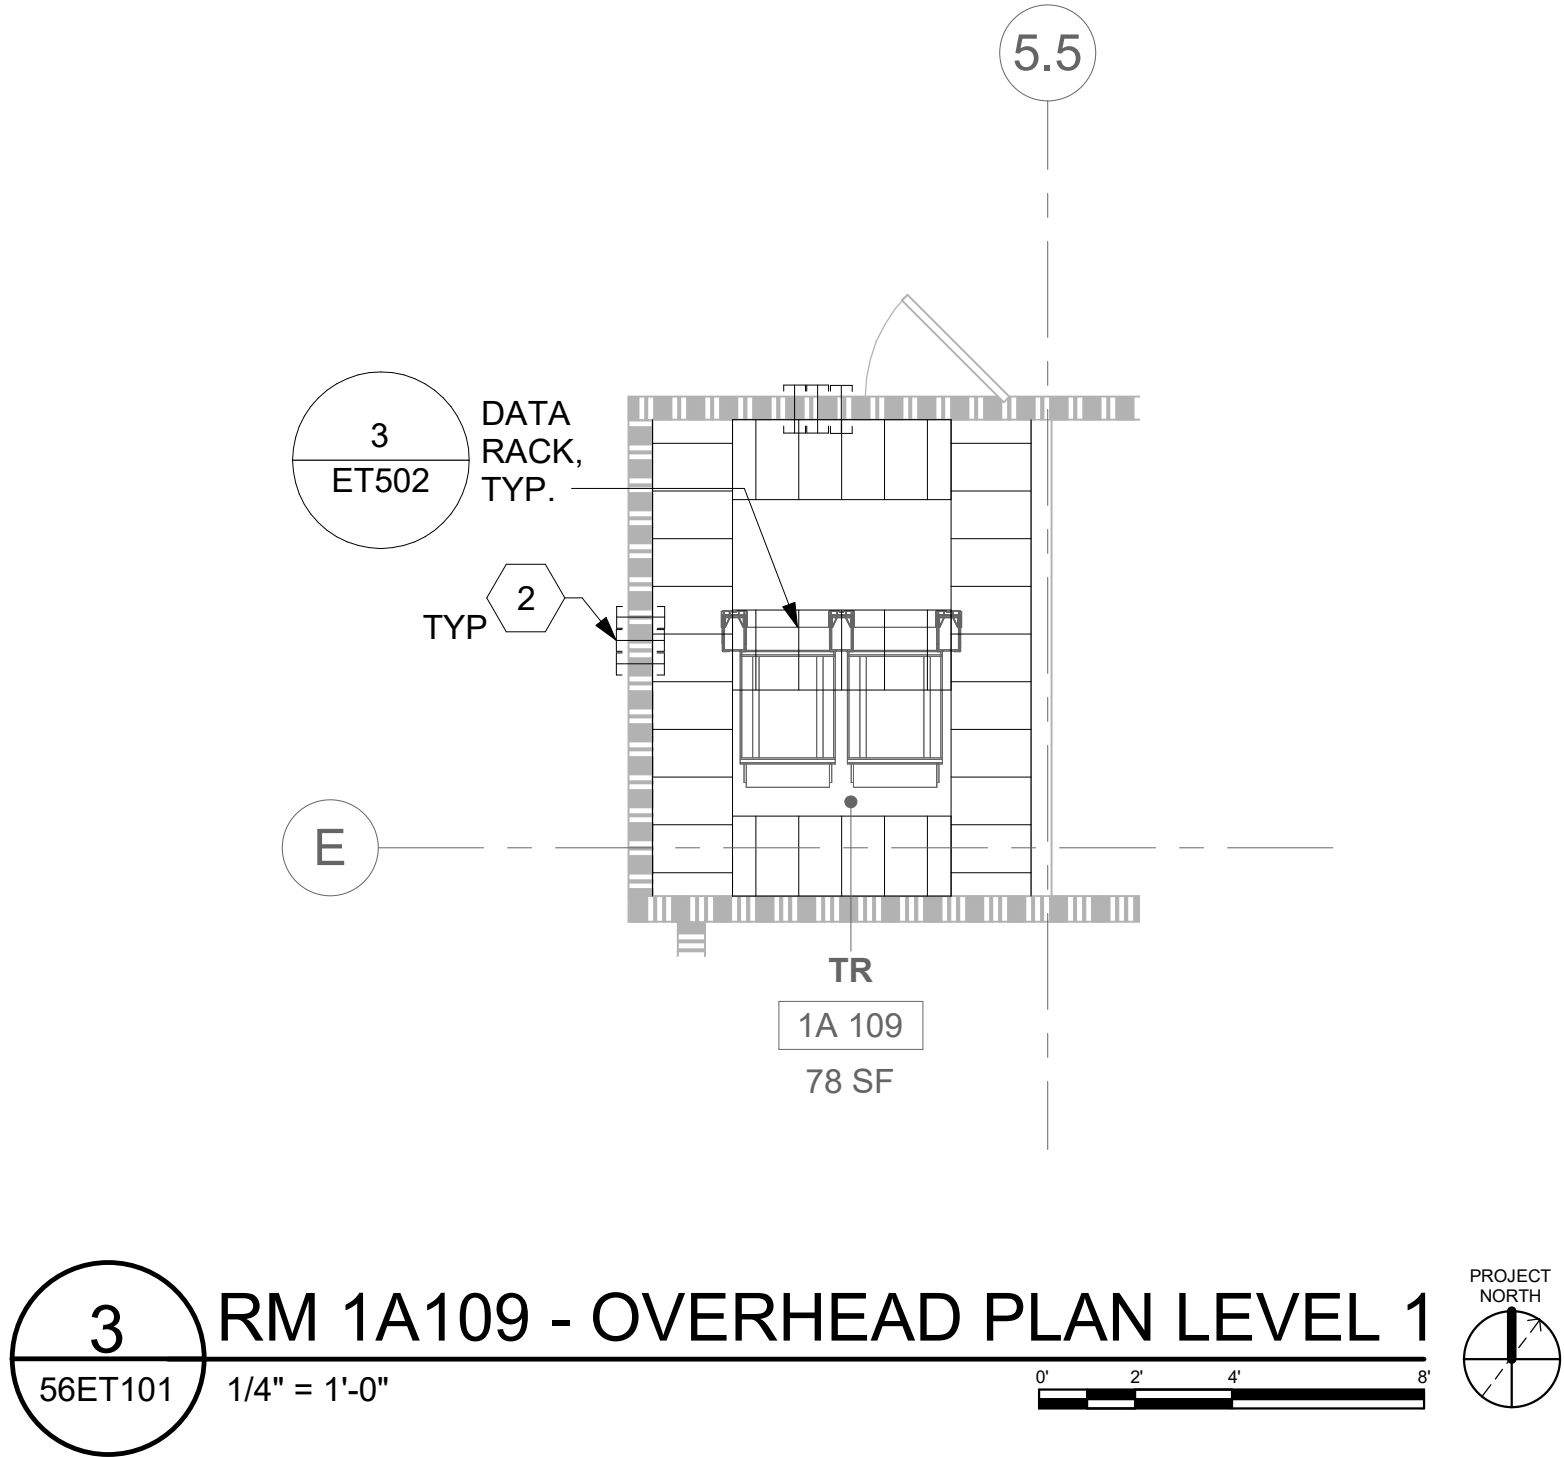 5.5
3
ET502
DATA
RACK,
TYP.
2
TYP
E
TR
1A 109
78 SF
3
56ET101
RM 1A109 - OVERHEAD PLAN LEVEL 1
1/4" = 1'-0"
0' 2' 4' 8'
PROJECT
NORTH